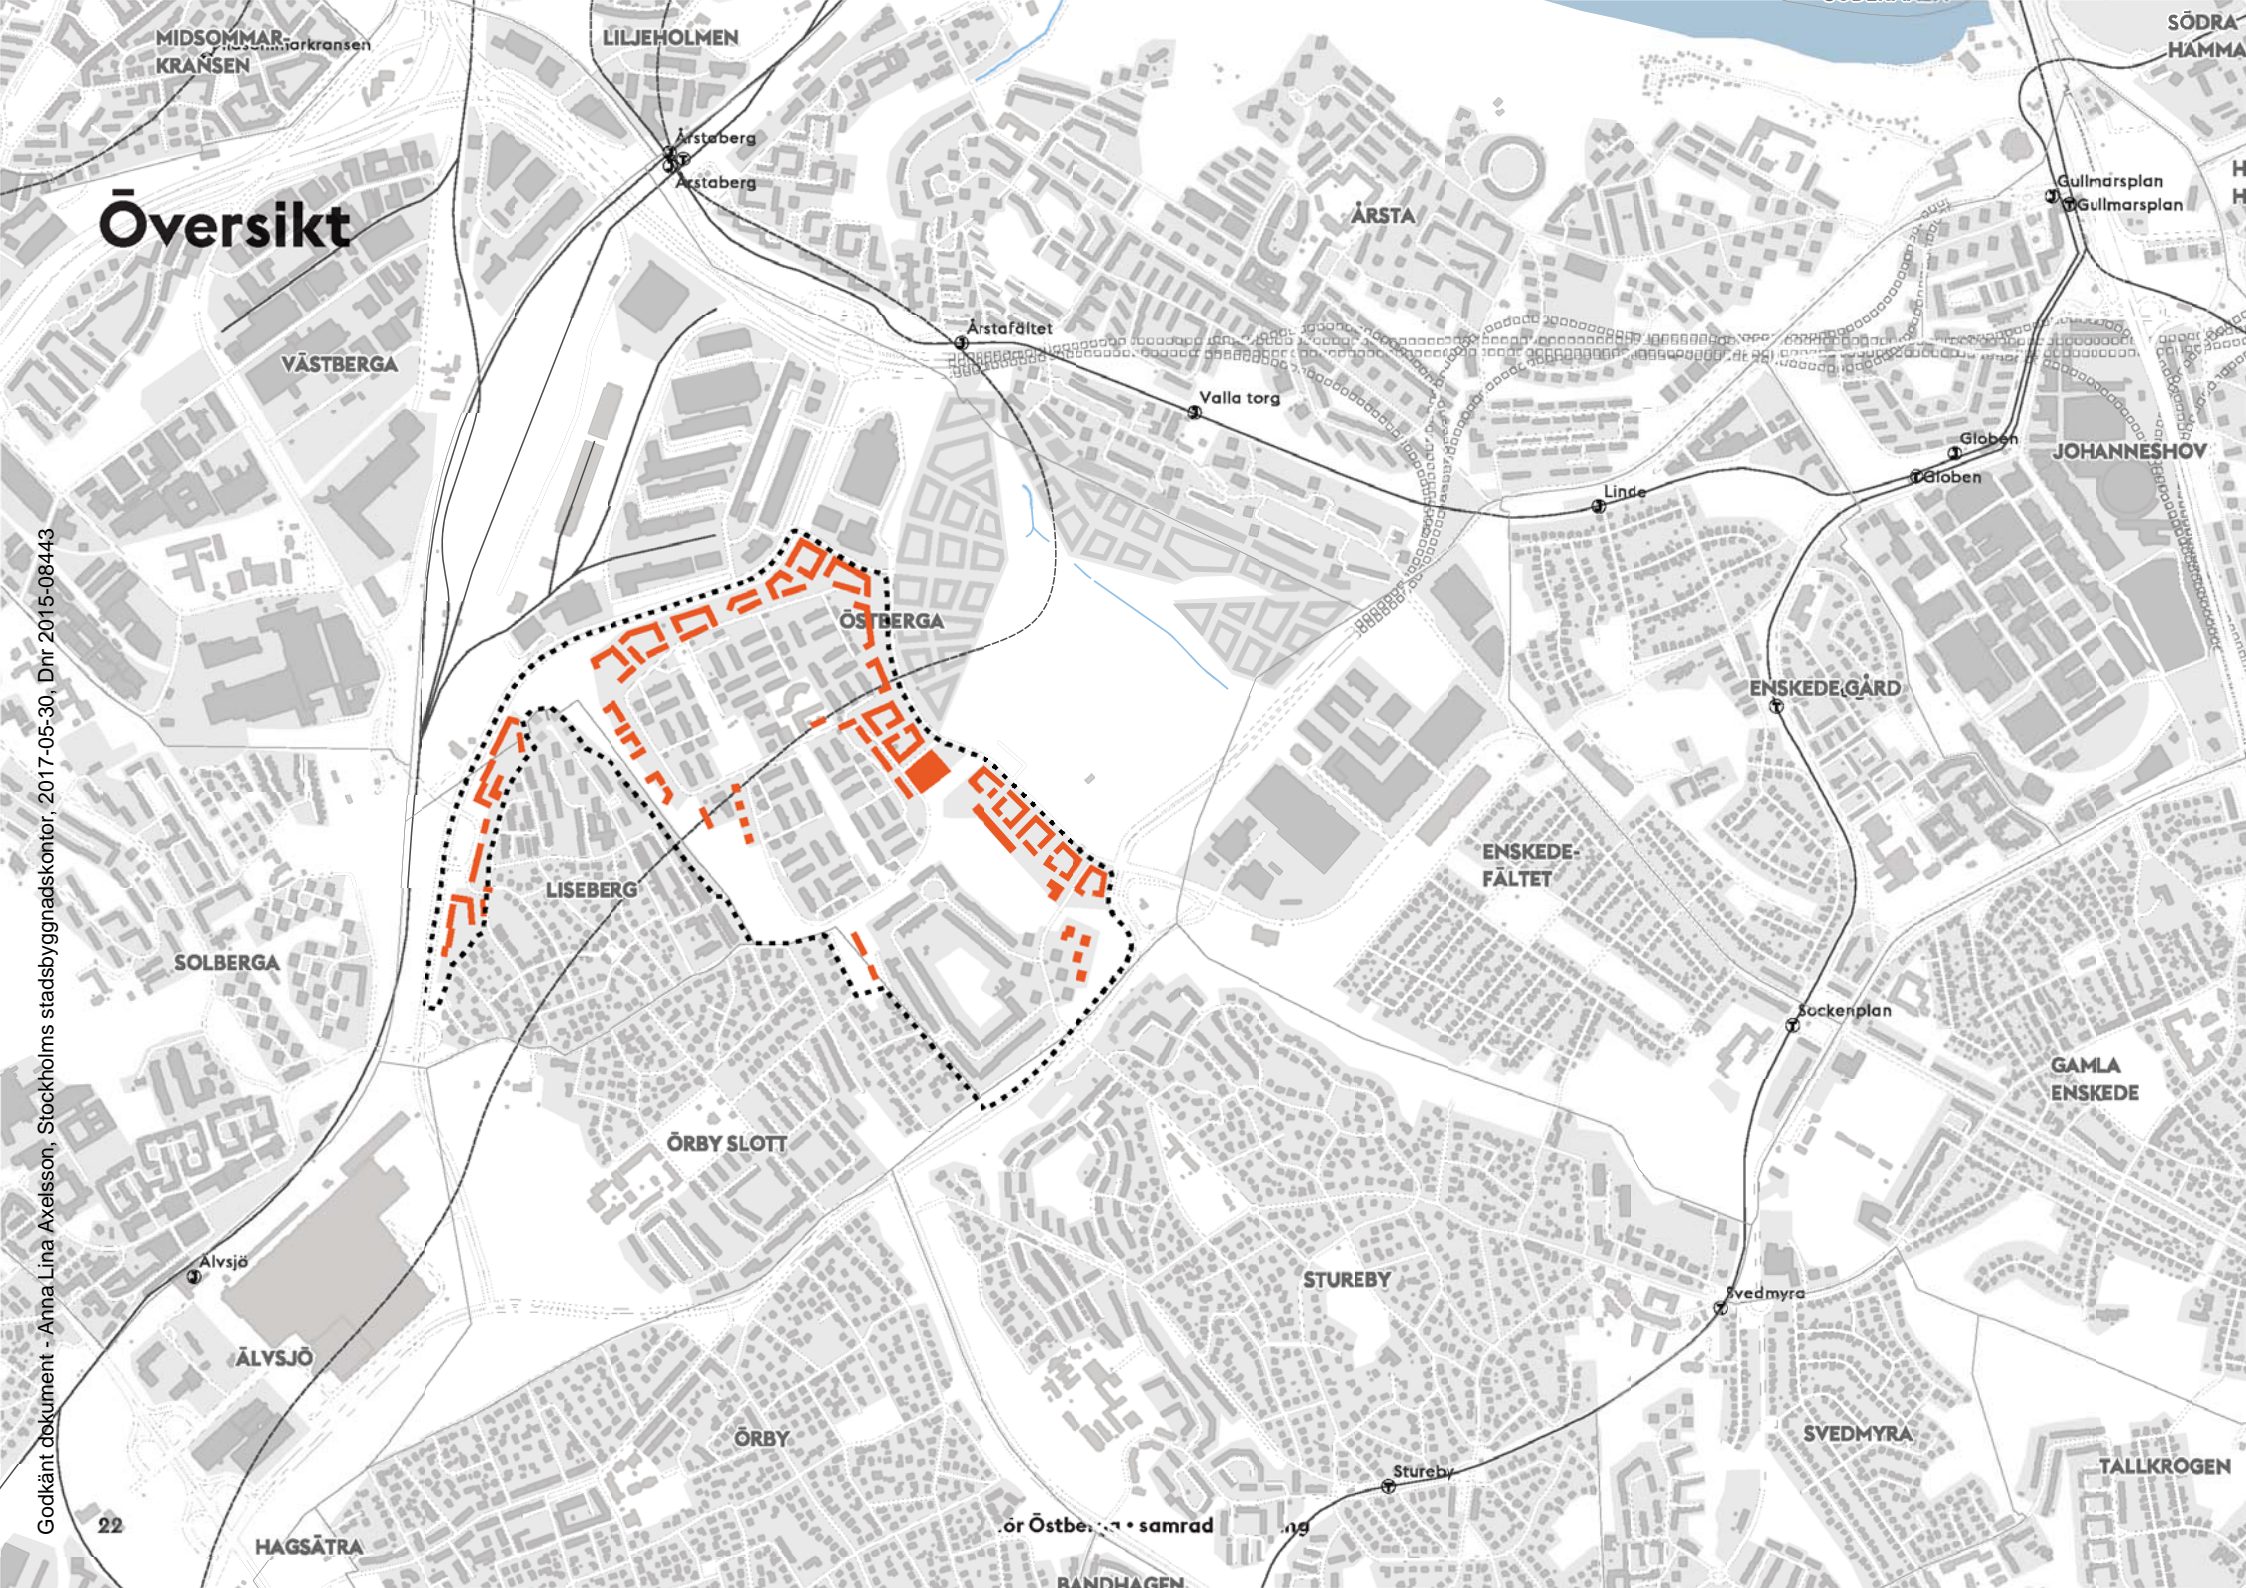 Översikt
MIDSOMMAR-
KRANSEN
LILJEHOLMEN
SÖDRA
Årstaberg
Årstaberg
ÅRSTA
Gullmarsplan
Gullmarsplan
Årstafältet
VÄSTBERGA
Valla torg
Globen
Globen
JOHANNESHOV
Linde
ÖSTBERGA
ENSKEDE GÅRD
ENSKEDE-
FÄLTET
LISEBERG
SOLBERGA
Sockenplan
GAMLA
ENSKEDE
ÖRBY SLOTT
Älvsjö
STUREBY
Svedmyra
ÄLVSJÖ
ÖRBY
SVEDMYRA
TALLKROGEN
Stureby
HAGSÄTRA
BANDHAGEN
22
samrad
Godkänt dokument - Anna Lina Axelsson, Stockholms stadsbyggnadskontor, 2017-05-30, Dnr 2015-08443